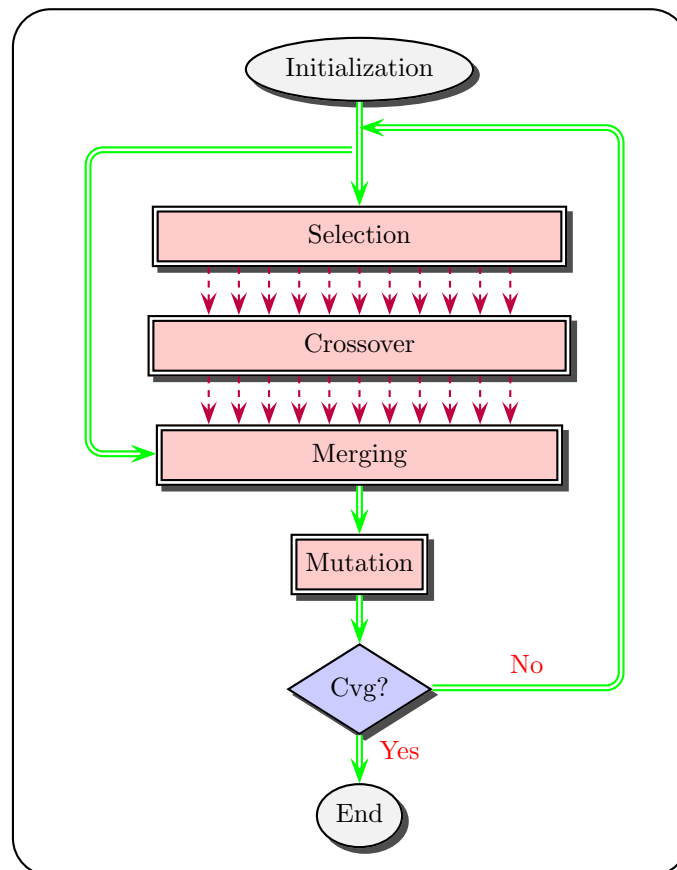 Initialization
Selection
Crossover
Merging
Mutation
Cvg?
No
Yes
End